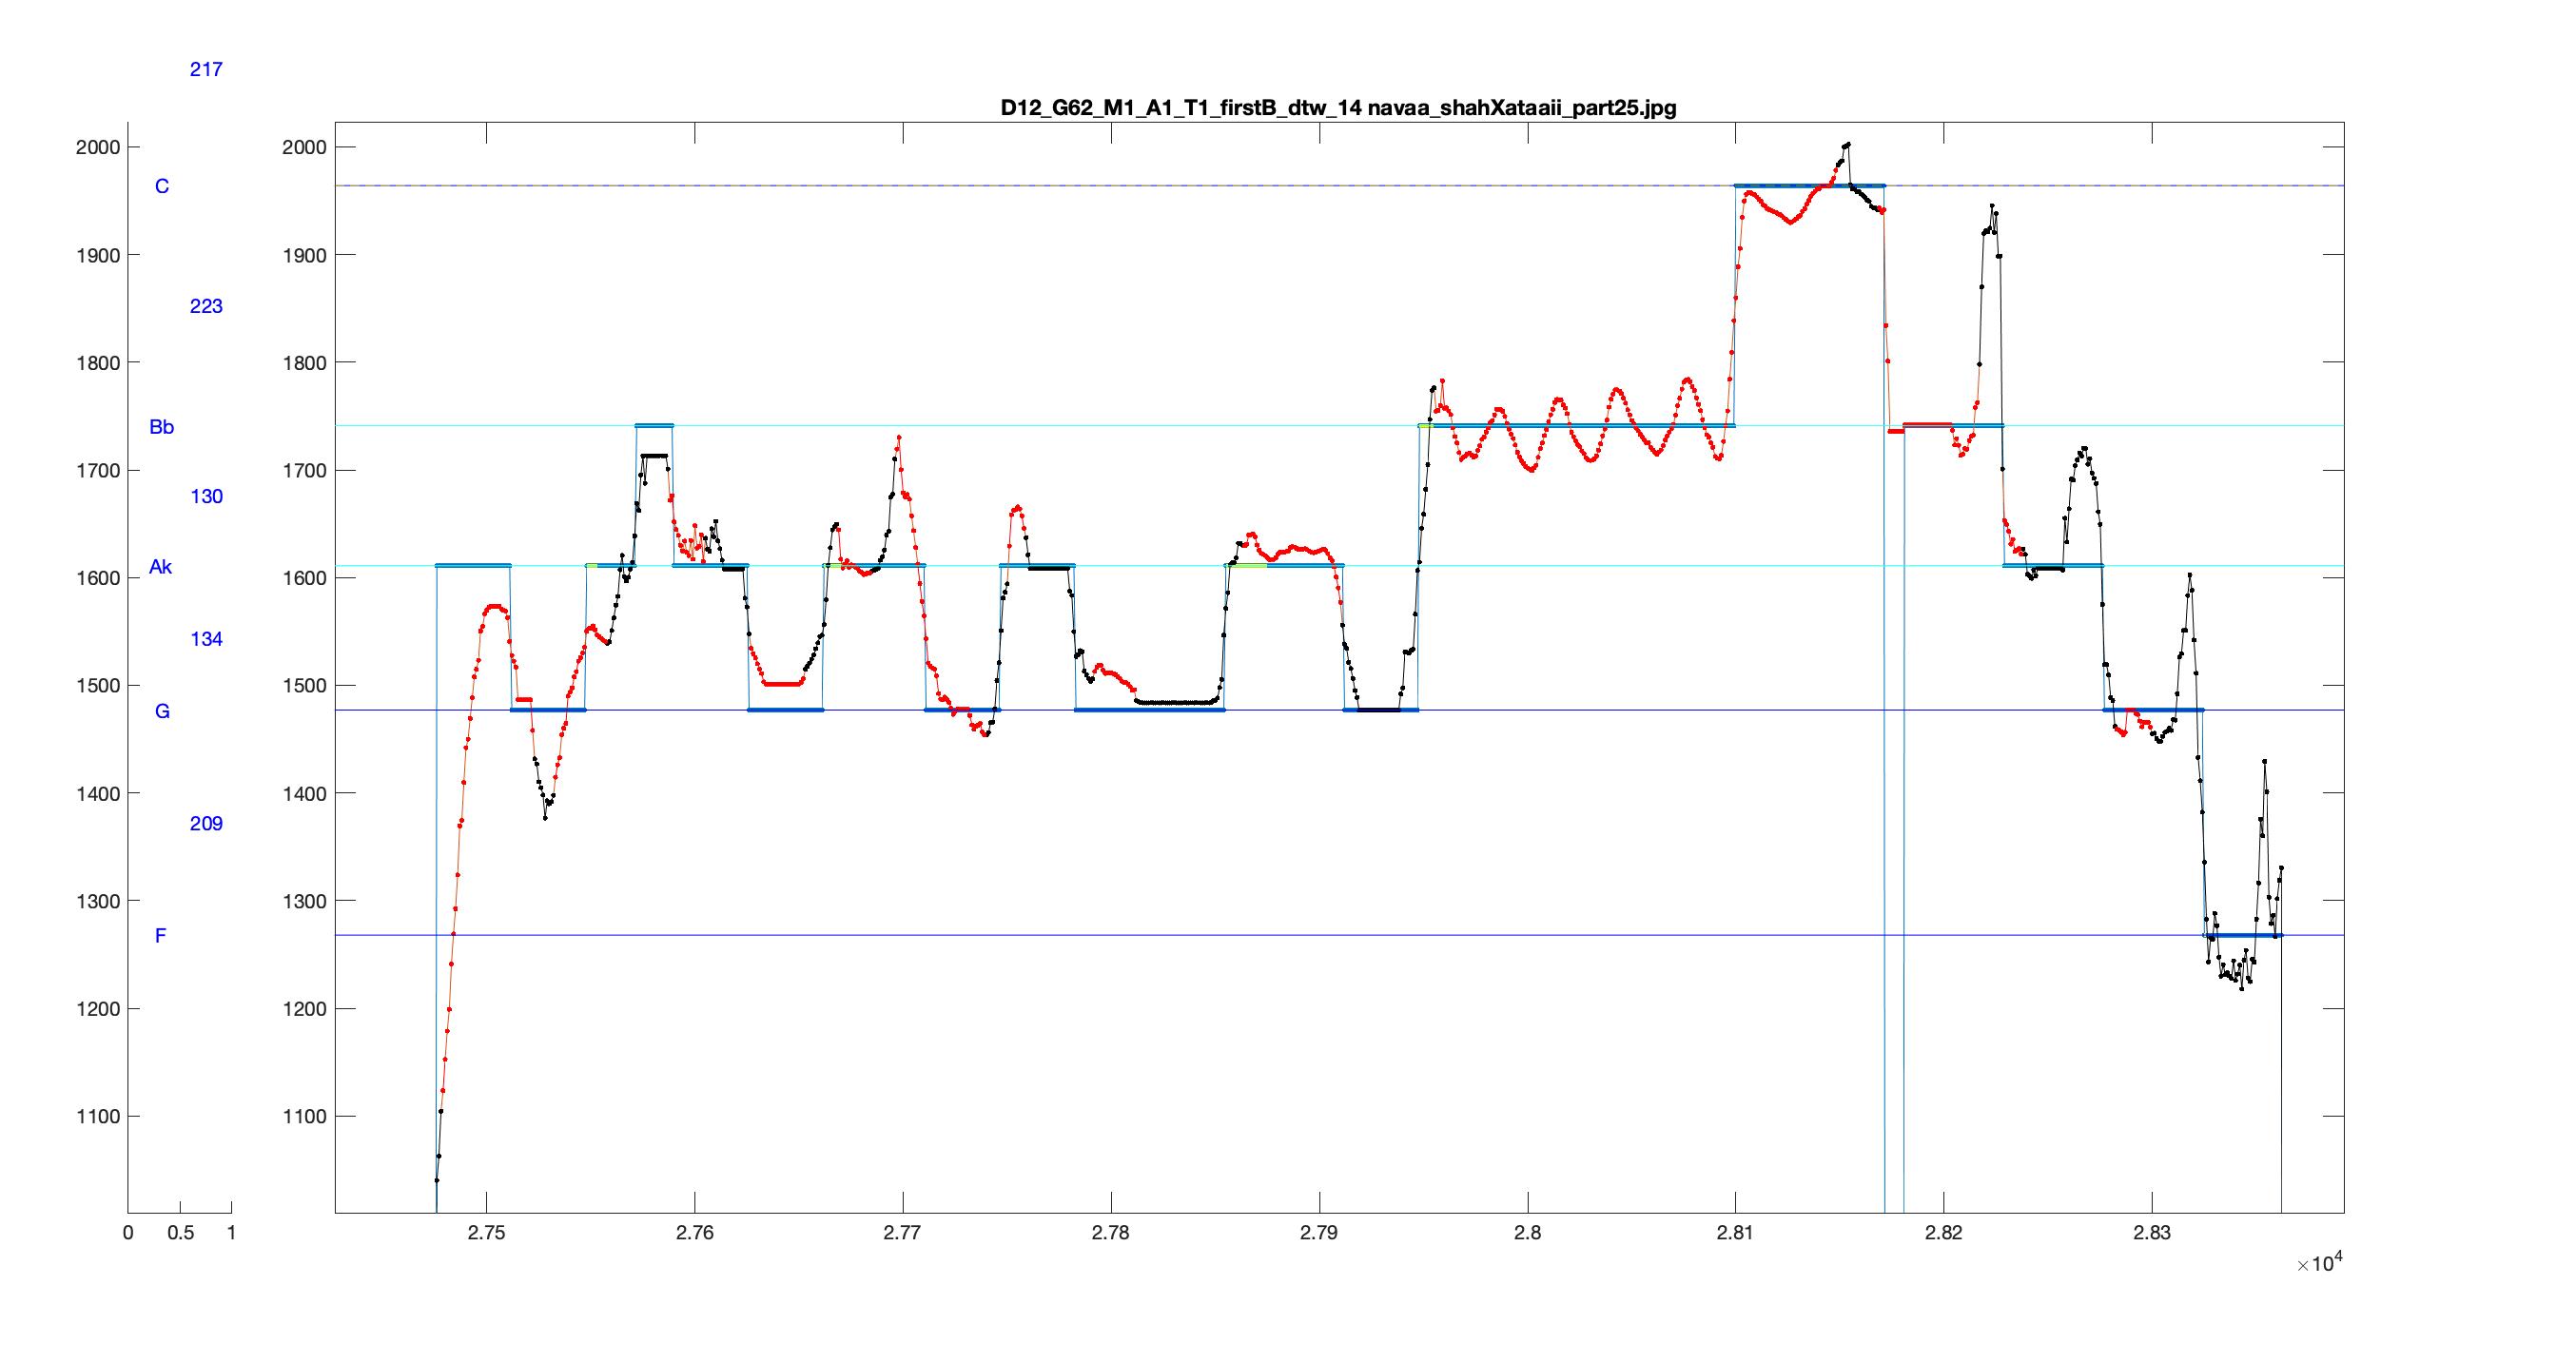 217
D12_G62_M1_A1_T1_firstB_dtw_14 navaa_shahXataaii_part25.jpg
2000 2000
C
1900 1900
223
1800 1800
Bb
1700 1700
130
1600 Ak 1600
134
1500 1500
G
1400 1400
209
1300 1300
F
1200 1200
1100 1100
0 0.5 1 2.75 2.76 2.77 2.78 2.79 2.8 2.81 2.82 2.83
×10⁴